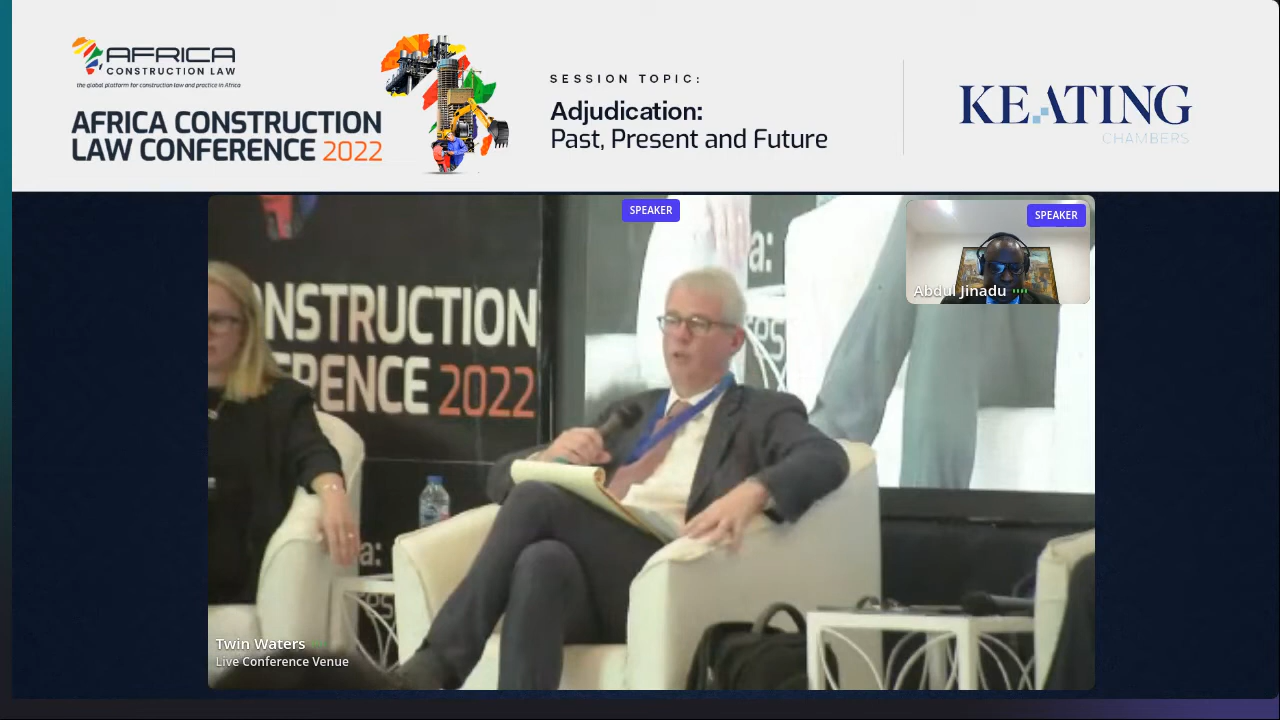 AFRICA
CONSTRUCTION LAW
the global platform for construction law and practice in Africa
AFRICA CONSTRUCTION
LAW CONFERENCE 2022
SESSION TOPIC:
Adjudication:
Past, Present and Future
KEATING
CHAMBERS
SPEAKER
SPEAKER
Abdul Jinadu
a:
ONSTRUCTION
ERENCE 2022
a:
Twin Waters
Live Conference Venue